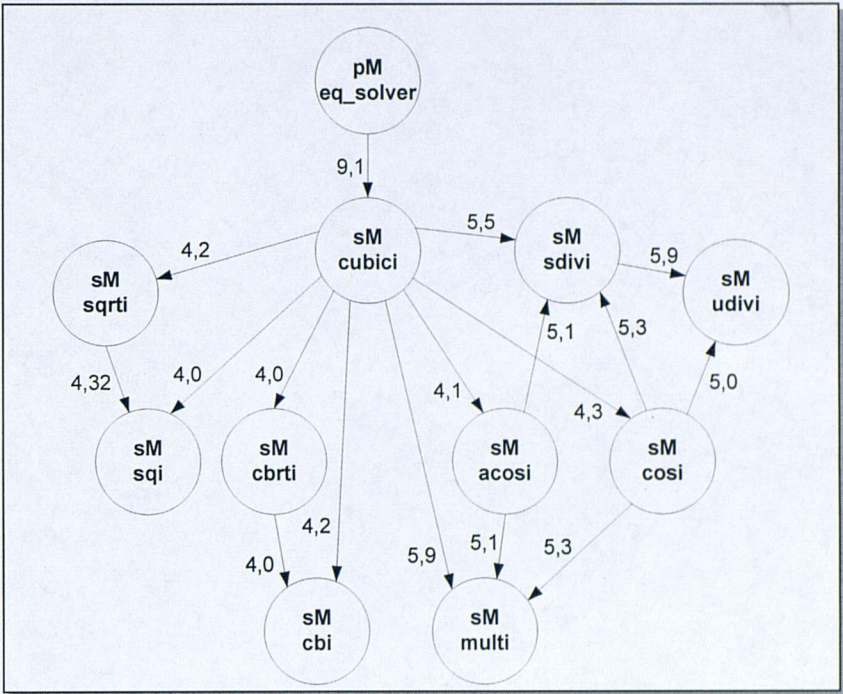 pM
eq_solver
9,1
sM
cubici
5,5
sM
sdivi
5,9
sM
udivi
4,2
sM
sqrti
4,32
4,0
4,0
4,2
5,9
4,1
5,1
5,3
4,3
5,0
sM
sqi
sM
cbrti
sM
acosi
sM
cosi
4,0
5,1
5,3
sM
cbi
sM
multi